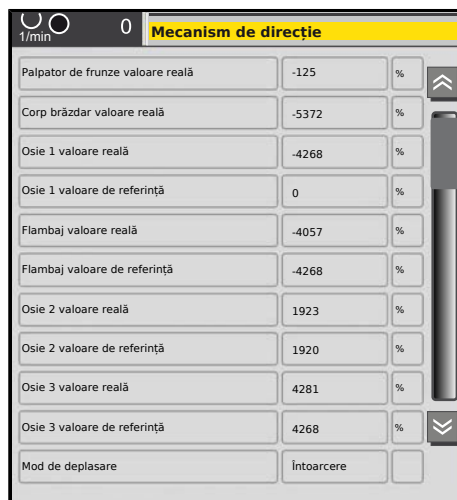 0
1/min
Mecanism de direcție
Palpator de frunze valoare reală -125 %
Corp brăzdar valoare reală -5372 %
Osie 1 valoare reală -4268 %
Osie 1 valoare de referință 0 %
Flambaj valoare reală -4057 %
Flambaj valoare de referință -4268 %
Osie 2 valoare reală 1923 %
Osie 2 valoare de referință 1920 %
Osie 3 valoare reală 4281 %
Osie 3 valoare de referință 4268 %
Mod de deplasare Întoarcere